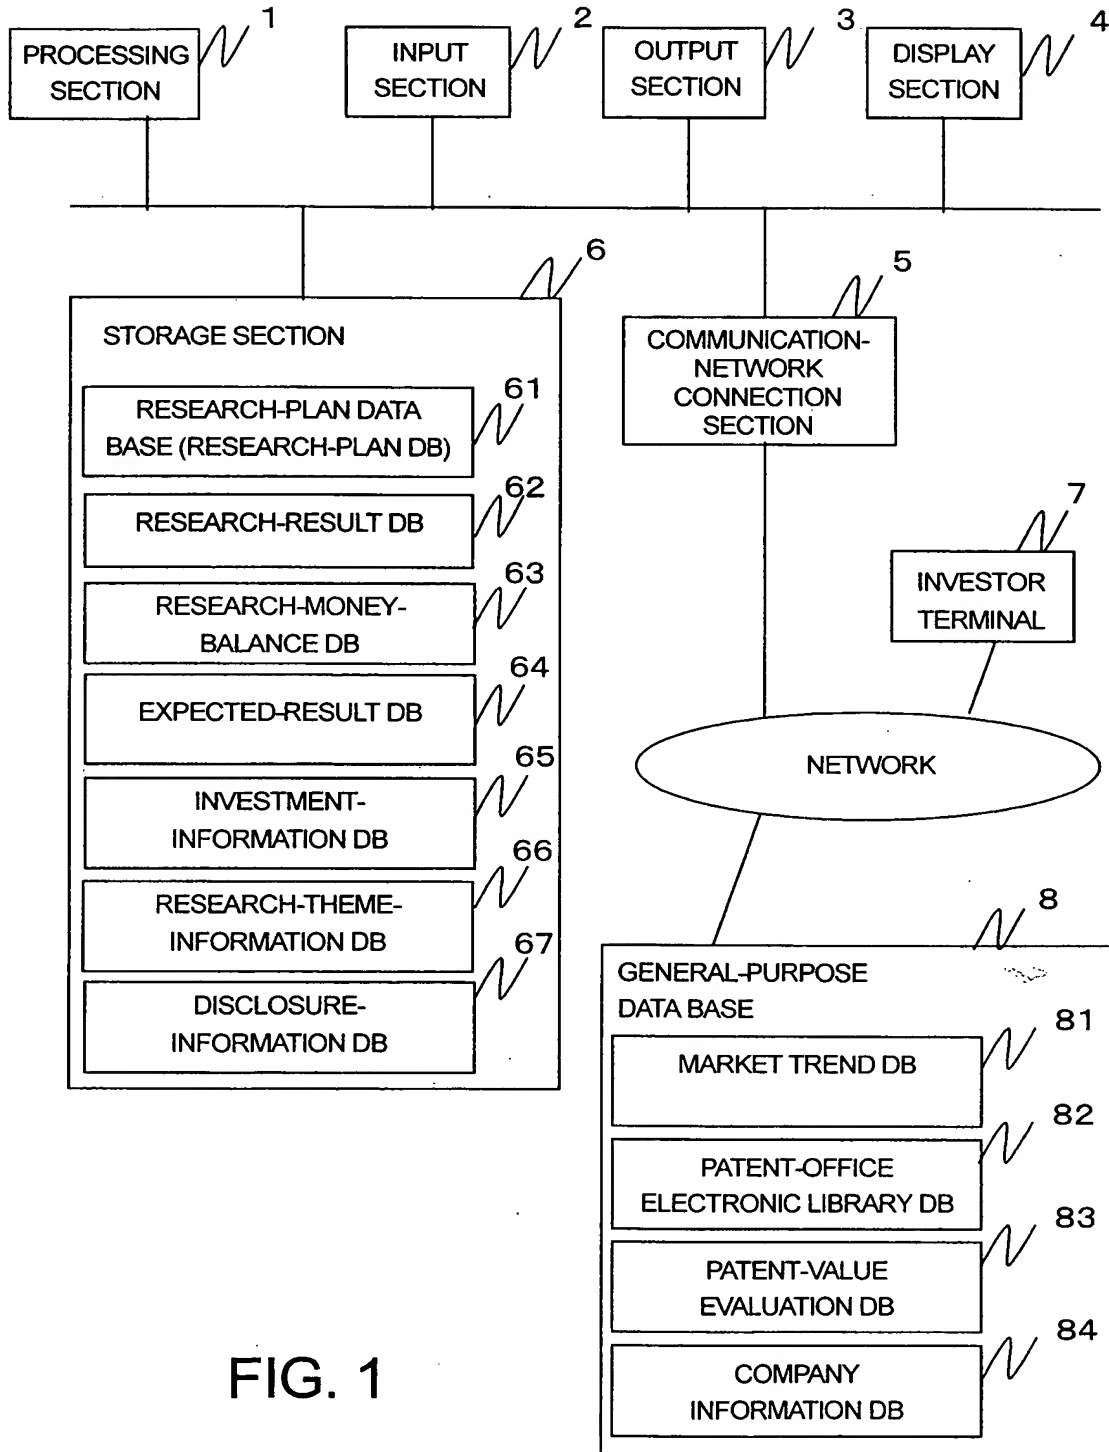 1
2
3
4
PROCESSING
SECTION
INPUT
SECTION
OUTPUT
SECTION
DISPLAY
SECTION
6
5
STORAGE SECTION
COMMUNICATION-
NETWORK
CONNECTION
SECTION
61
RESEARCH-PLAN DATA
BASE (RESEARCH-PLAN DB)
62
RESEARCH-RESULT DB
63
RESEARCH-MONEY-
BALANCE DB
64
EXPECTED-RESULT DB
65
INVESTMENT-
INFORMATION DB
66
RESEARCH-THEME-
INFORMATION DB
67
DISCLOSURE-
INFORMATION DB
7
INVESTOR
TERMINAL
NETWORK
8
GENERAL-PURPOSE
DATA BASE
81
MARKET TREND DB
82
PATENT-OFFICE
ELECTRONIC LIBRARY DB
83
PATENT-VALUE
EVALUATION DB
84
COMPANY
INFORMATION DB
FIG. 1